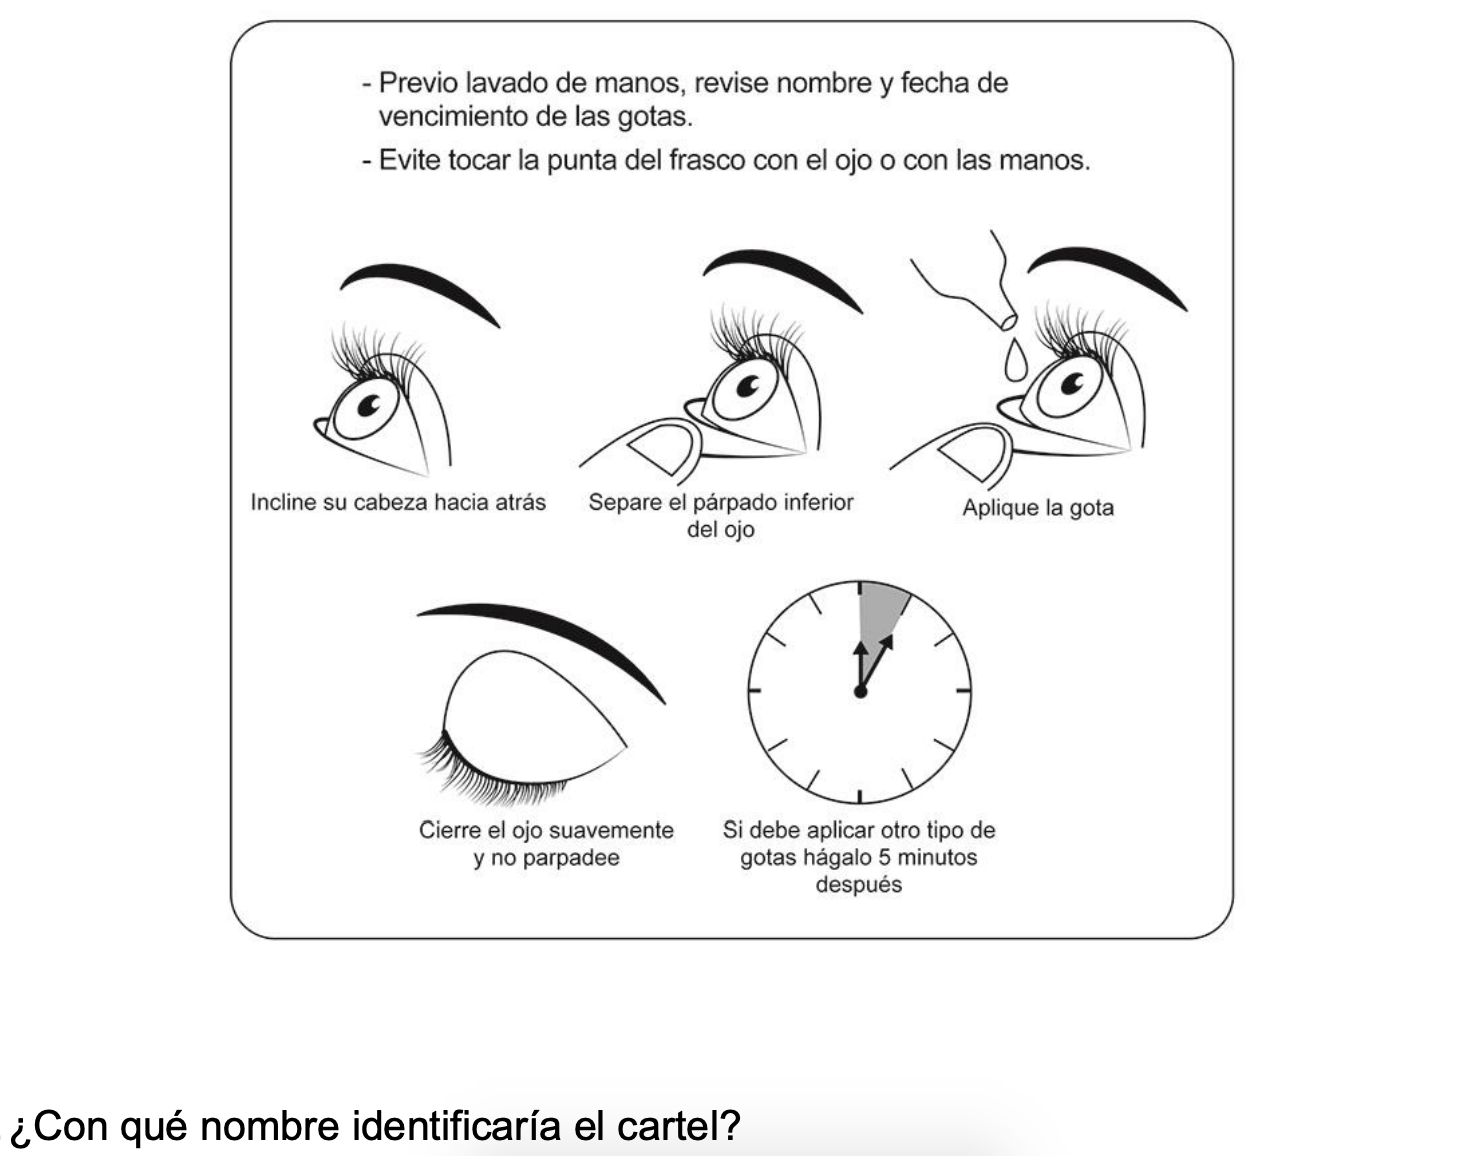 - Previo lavado de manos, revise nombre y fecha de
vencimiento de las gotas.
- Evite tocar la punta del frasco con el ojo o con las manos.
Incline su cabeza hacia atrás
Separe el párpado inferior
del ojo
Aplique la gota
Cierre el ojo suavemente
y no parpadee
Si debe aplicar otro tipo de
gotas hágalo 5 minutos
después
¿Con qué nombre identificaría el cartel?